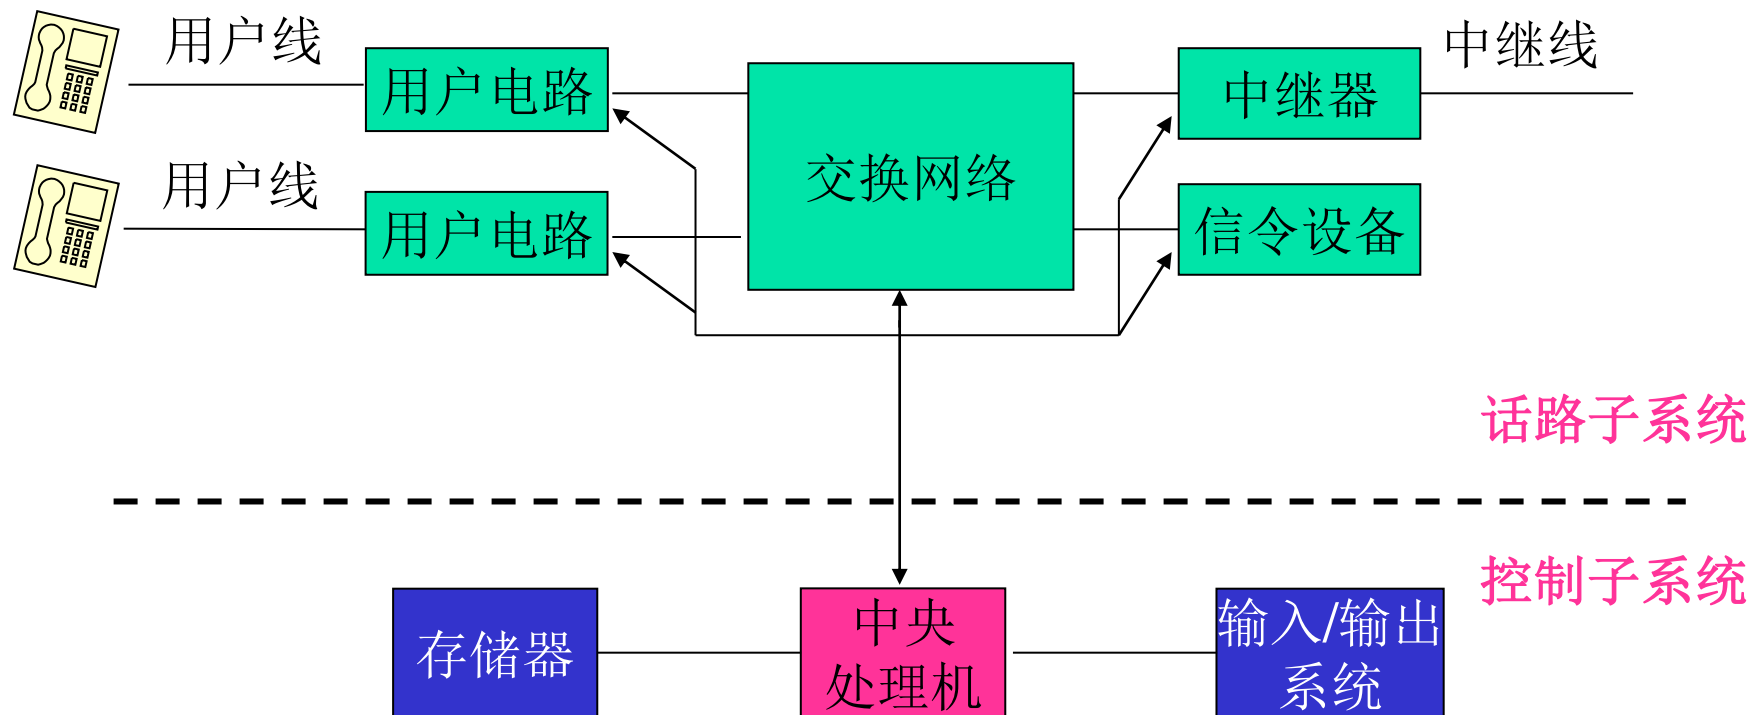 用户线
用户电路
中继器
中继线
交换网络
用户线
用户电路
信令设备
话路子系统
控制子系统
存储器
中央
处理机
输入/输出
系统